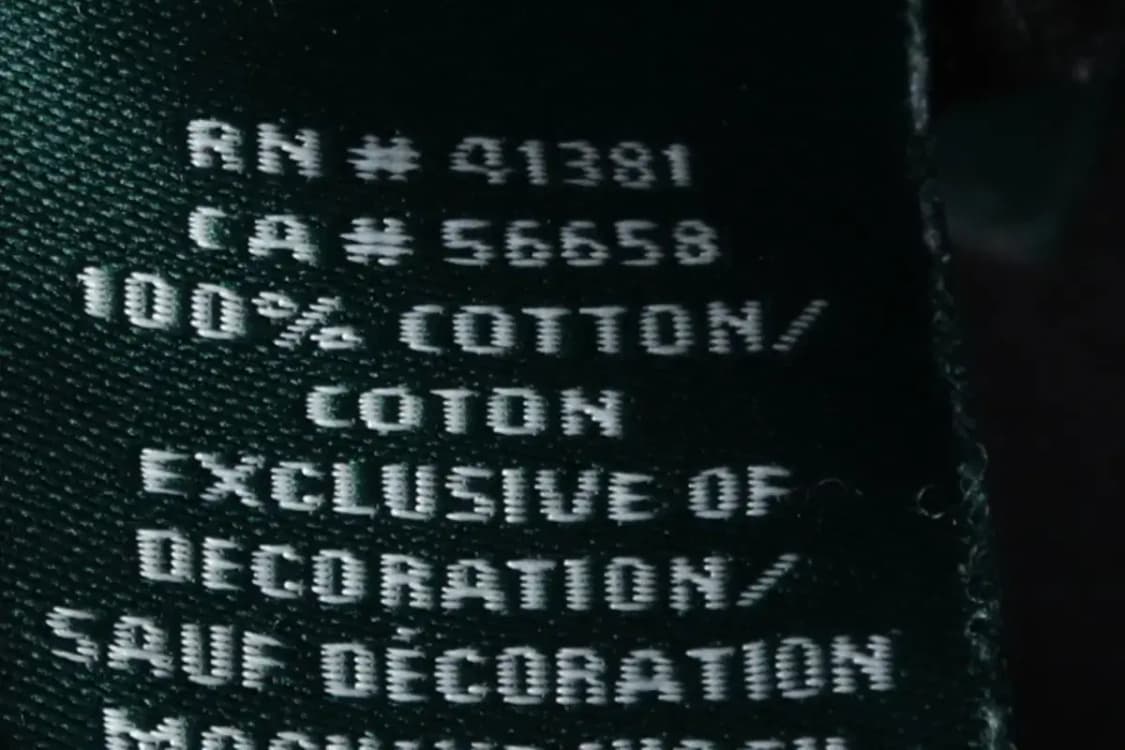 RN # 41381
CA # 56658
100% COTTON/
COTON
EXCLUSIVE OF
DECORATION/
SAUF DÉCORATION